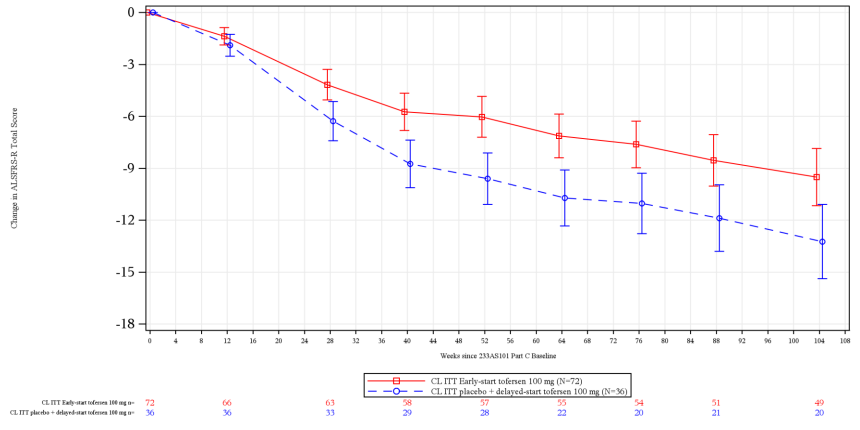 0
-3
-6
-9
-12
-15
-18
Change in ALSFRS-R Total Score
0 4 8 12 16 20 24 28 32 36 40 44 48 52 56 60 64 68 72 76 80 84 88 92 96 100 104 108
Weeks since 233AS101 Part C Baseline
CL ITT Early-start tofersen 100 mg (N=72)
CL ITT placebo + delayed-start tofersen 100 mg (N=36)
CL ITT Early-start tofersen 100 mg n= 72 66 63 58 57 55 54 51 49
CL ITT placebo + delayed-start tofersen 100 mg n= 36 36 33 29 28 22 20 21 20